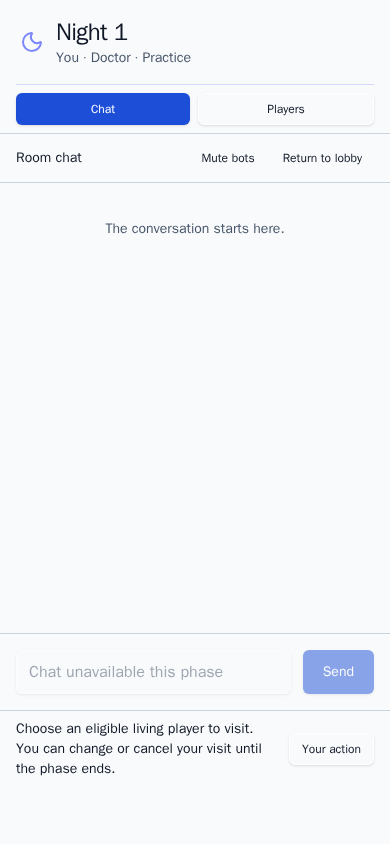 Night 1
You · Doctor · Practice
Chat
Players
Room chat
Mute bots
Return to lobby
The conversation starts here.
Chat unavailable this phase
Send
Choose an eligible living player to visit.
You can change or cancel your visit until
the phase ends.
Your action